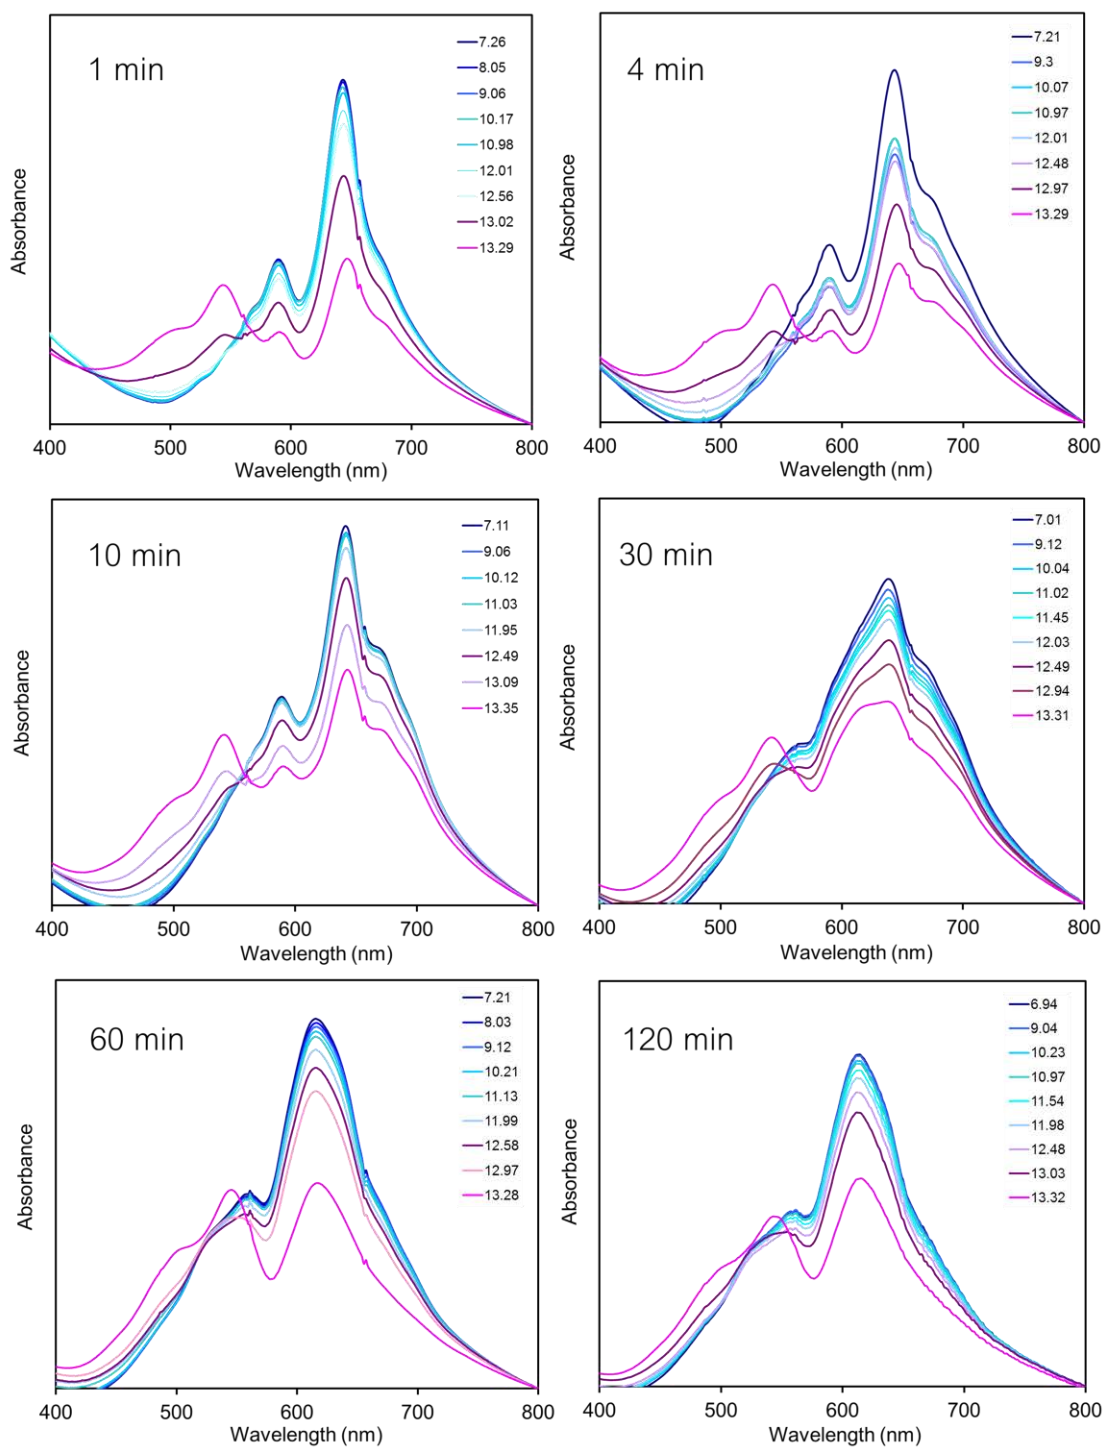 1 min
7.26
8.05
9.06
10.17
10.98
12.01
12.56
13.02
13.29
Absorbance
400 500 600 700 800
Wavelength (nm)
4 min
7.21
9.3
10.07
10.97
12.01
12.48
12.97
13.29
Absorbance
400 500 600 700 800
Wavelength (nm)
10 min
7.11
9.06
10.12
11.03
11.95
12.49
13.09
13.35
Absorbance
400 500 600 700 800
Wavelength (nm)
30 min
7.01
9.12
10.04
11.02
11.45
12.03
12.49
12.94
13.31
Absorbance
400 500 600 700 800
Wavelength (nm)
60 min
7.21
8.03
9.12
10.21
11.13
11.99
12.58
12.97
13.28
Absorbance
400 500 600 700 800
Wavelength (nm)
120 min
6.94
9.04
10.23
10.97
11.54
11.98
12.48
13.03
13.32
Absorbance
400 500 600 700 800
Wavelength (nm)